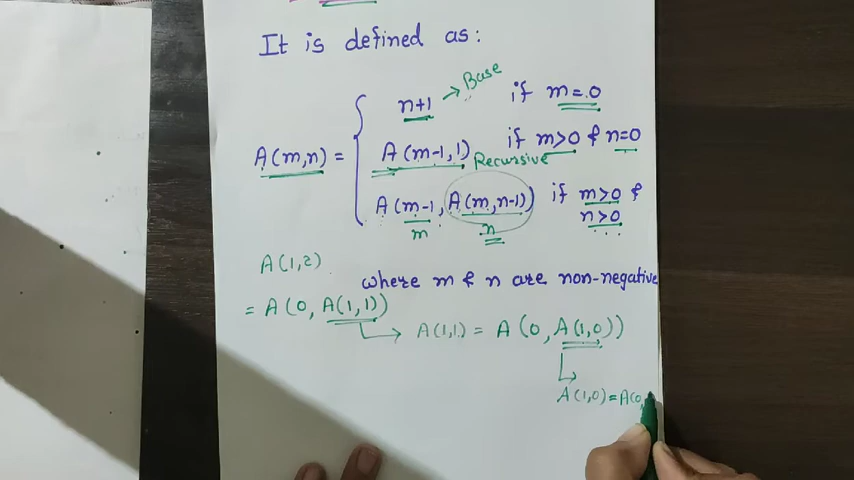 It is defined as:
n+1 → Base if m=0
A(m,n) = A(m-1,1) if m>0 & n=0
Recursive
A(m-1, A(m,n-1)) if m>0 &
n>0
m n
A(1,2)
where m & n are non-negative
= A(0, A(1,1))
A(1,1) = A(0, A(1,0))
A(1,0) = A(0,